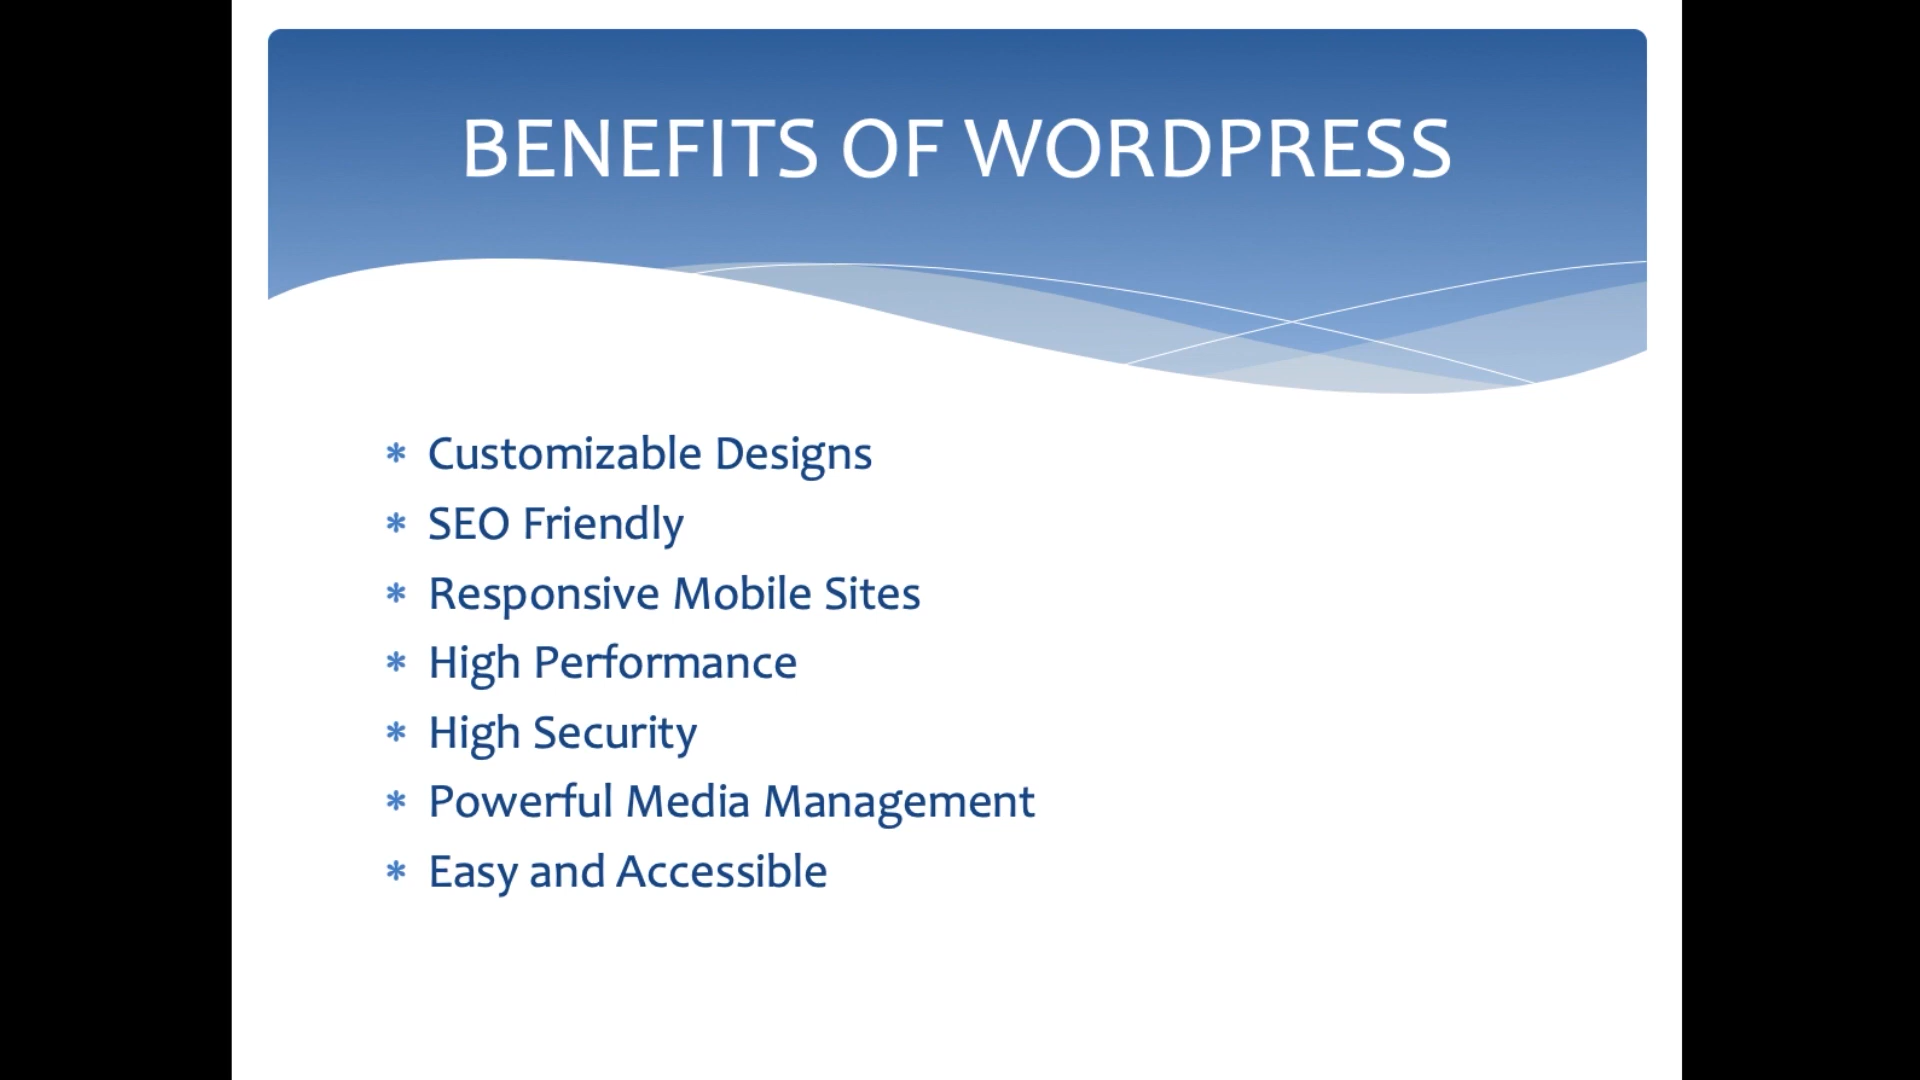 BENEFITS OF WORDPRESS
* Customizable Designs
* SEO Friendly
* Responsive Mobile Sites
* High Performance
* High Security
* Powerful Media Management
* Easy and Accessible